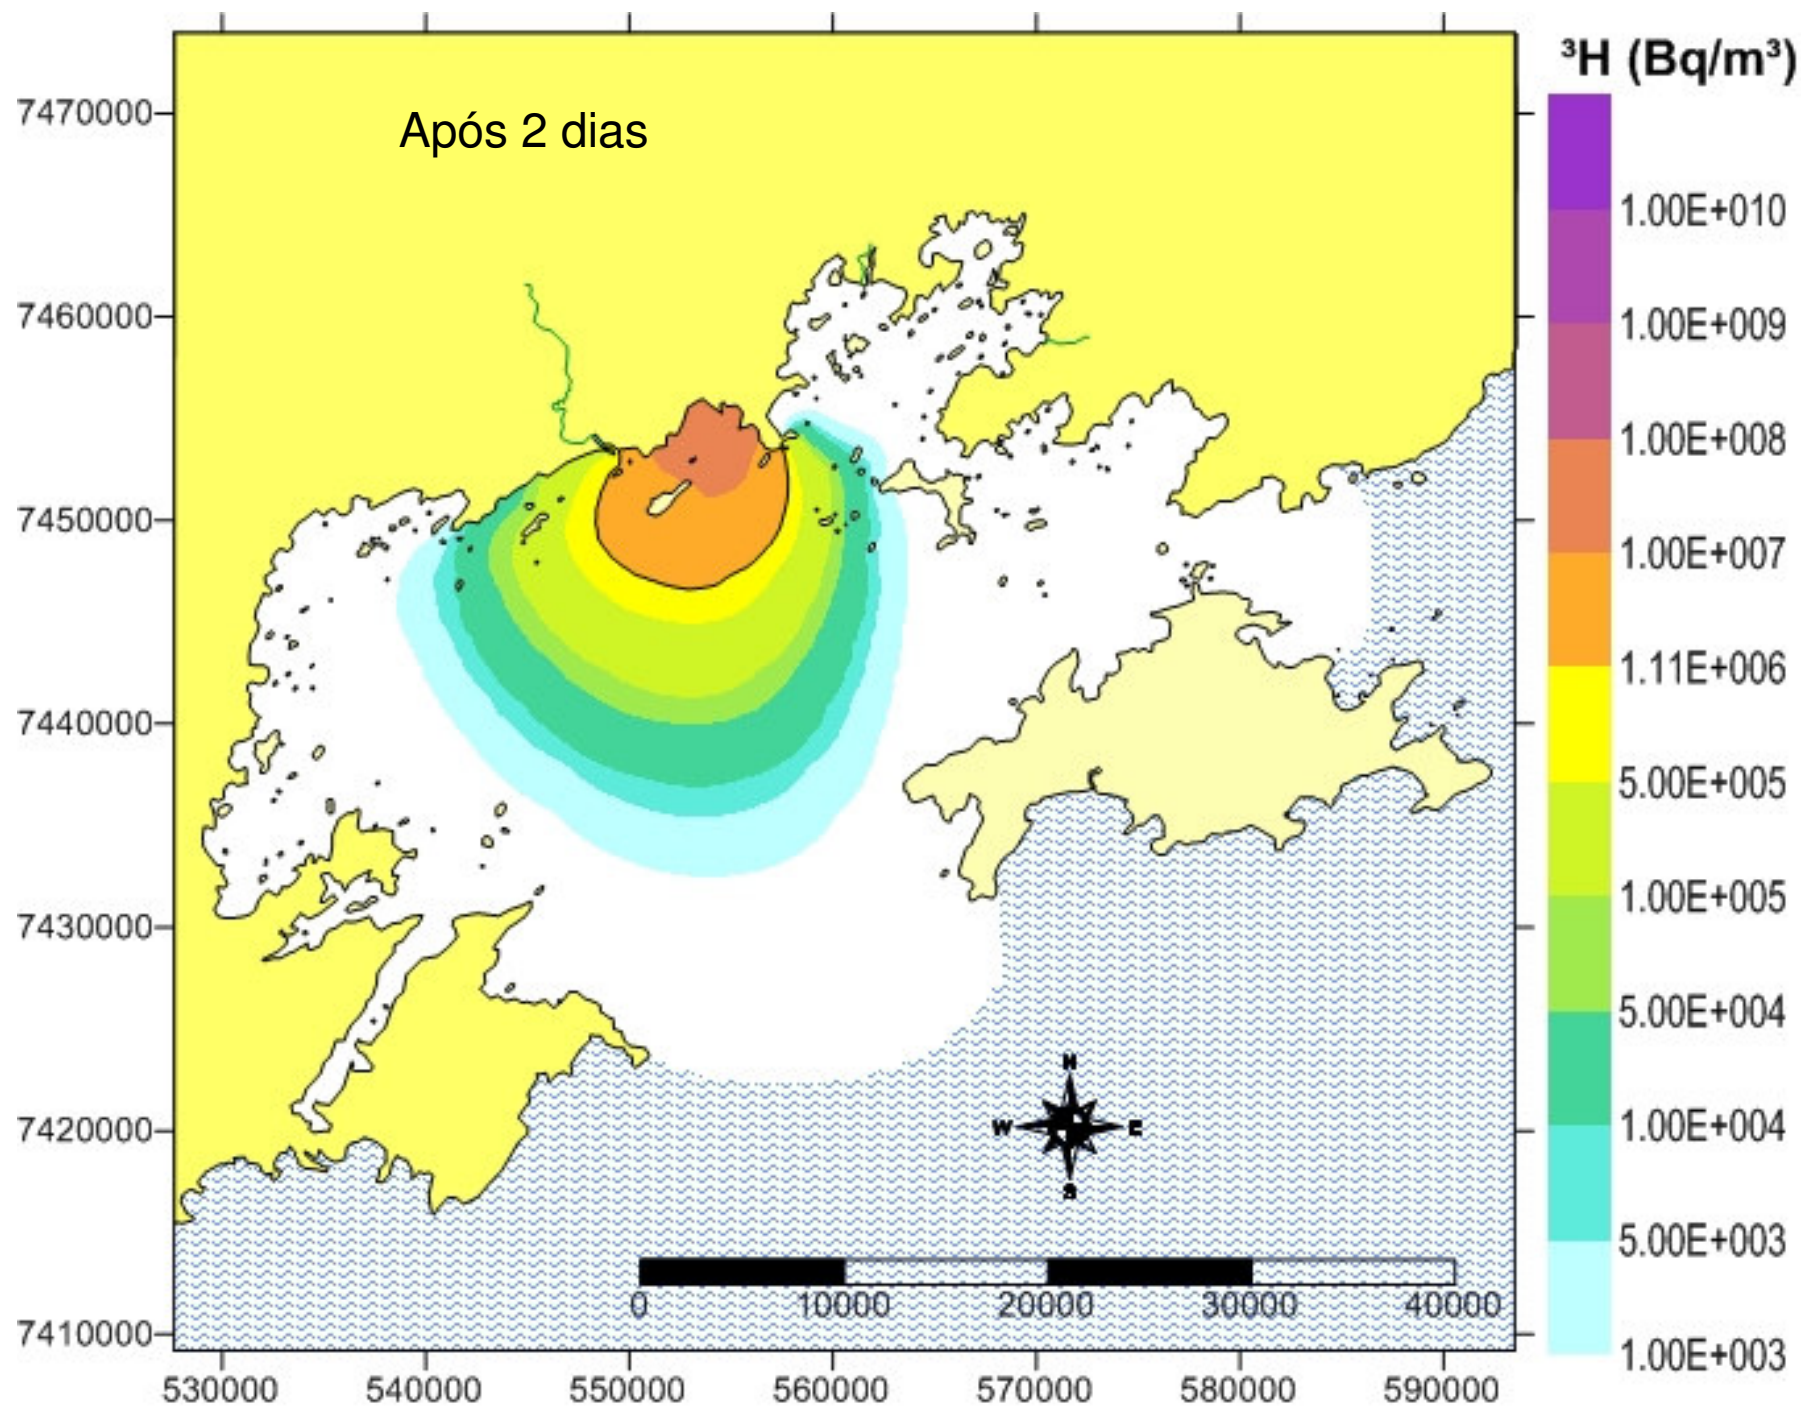 ³H (Bq/m³)
Após 2 dias
7470000
7460000
7450000
7440000
7430000
7420000
7410000
530000
540000
550000
560000
570000
580000
590000
1.00E+010
1.00E+009
1.00E+008
1.00E+007
1.11E+006
5.00E+005
1.00E+005
5.00E+004
1.00E+004
5.00E+003
1.00E+003
N
W E
S
0 10000 20000 30000 40000